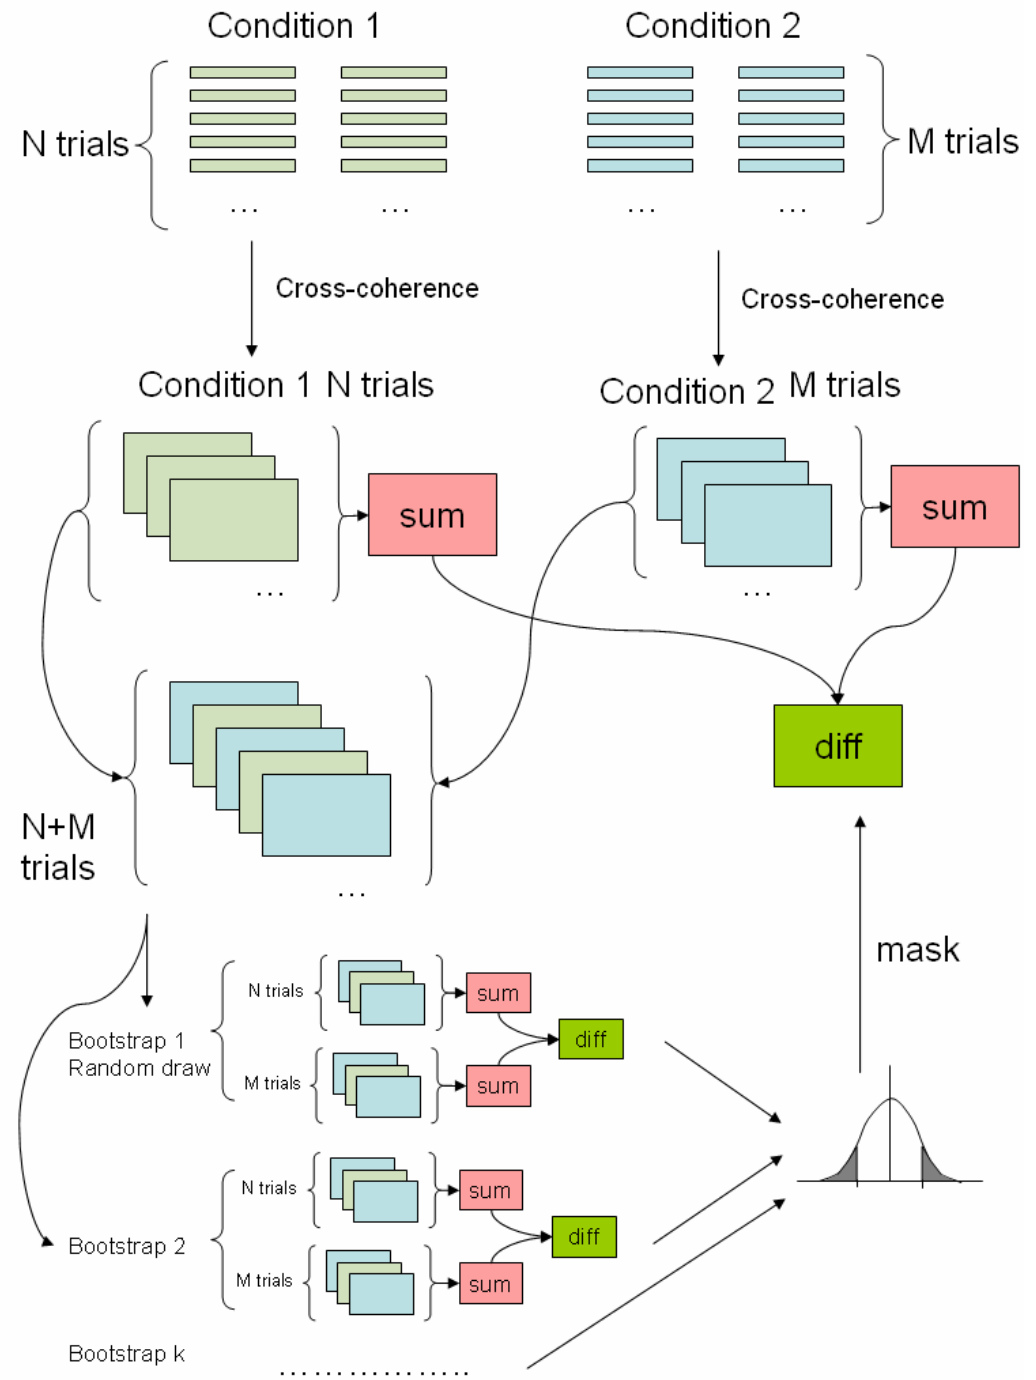 Condition 1
Condition 2
N trials
M trials
... ...
... ...
Cross-coherence
Cross-coherence
Condition 1 N trials
Condition 2 M trials
sum
sum
...
...
diff
N+M
trials
...
mask
N trials
sum
Bootstrap 1
Random draw
diff
M trials
sum
N trials
sum
Bootstrap 2
diff
M trials
sum
Bootstrap k
.................